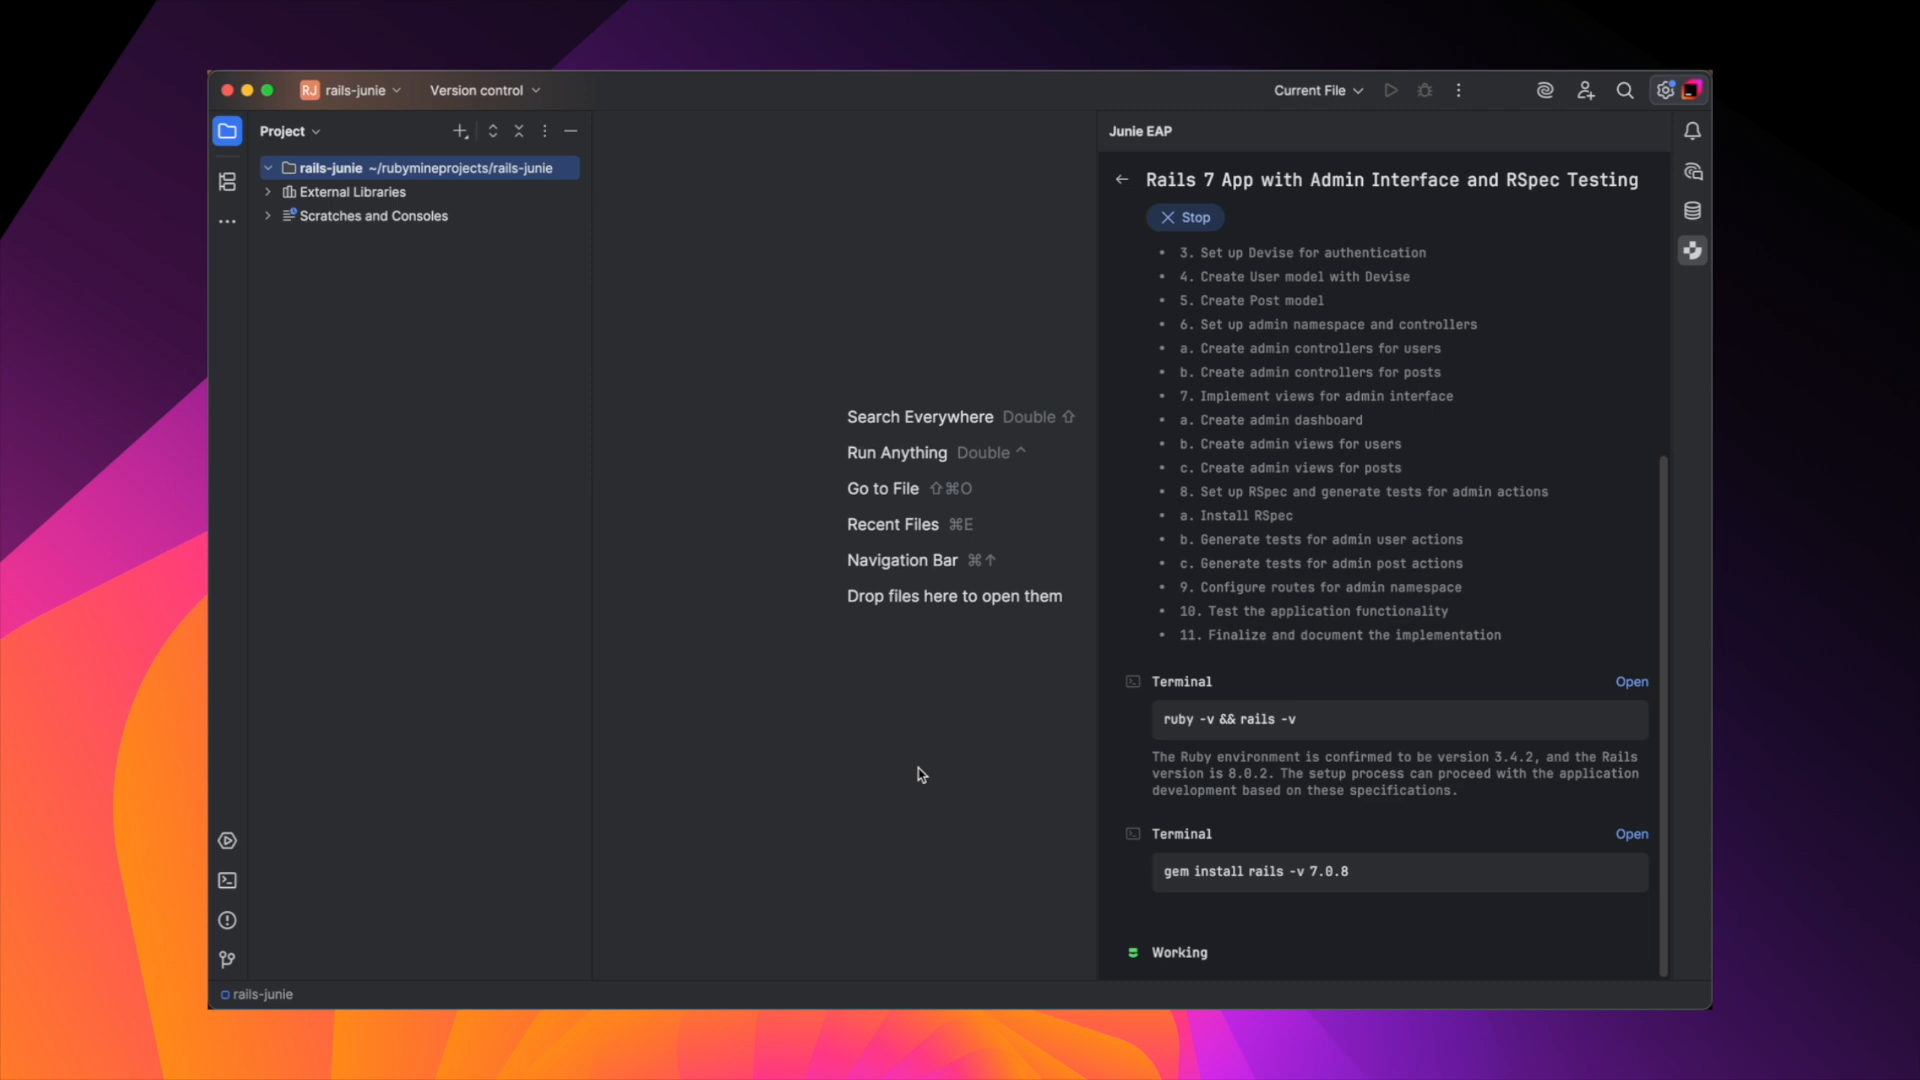 RJ rails-junie Version control Current File
Project
Junie EAP
rails-junie ~/rubymineprojects/rails-junie
External Libraries
Scratches and Consoles
Search Everywhere Double ⇧
Run Anything Double ^
Go to File ⇧⌘O
Recent Files ⌘E
Navigation Bar ⌘↑
Drop files here to open them
← Rails 7 App with Admin Interface and RSpec Testing
Stop
• 3. Set up Devise for authentication
• 4. Create User model with Devise
• 5. Create Post model
• 6. Set up admin namespace and controllers
• a. Create admin controllers for users
• b. Create admin controllers for posts
• 7. Implement views for admin interface
• a. Create admin dashboard
• b. Create admin views for users
• c. Create admin views for posts
• 8. Set up RSpec and generate tests for admin actions
• a. Install RSpec
• b. Generate tests for admin user actions
• c. Generate tests for admin post actions
• 9. Configure routes for admin namespace
• 10. Test the application functionality
• 11. Finalize and document the implementation
Terminal Open
ruby -v && rails -v
The Ruby environment is confirmed to be version 3.4.2, and the Rails
version is 8.0.2. The setup process can proceed with the application
development based on these specifications.
Terminal Open
gem install rails -v 7.0.8
Working
rails-junie